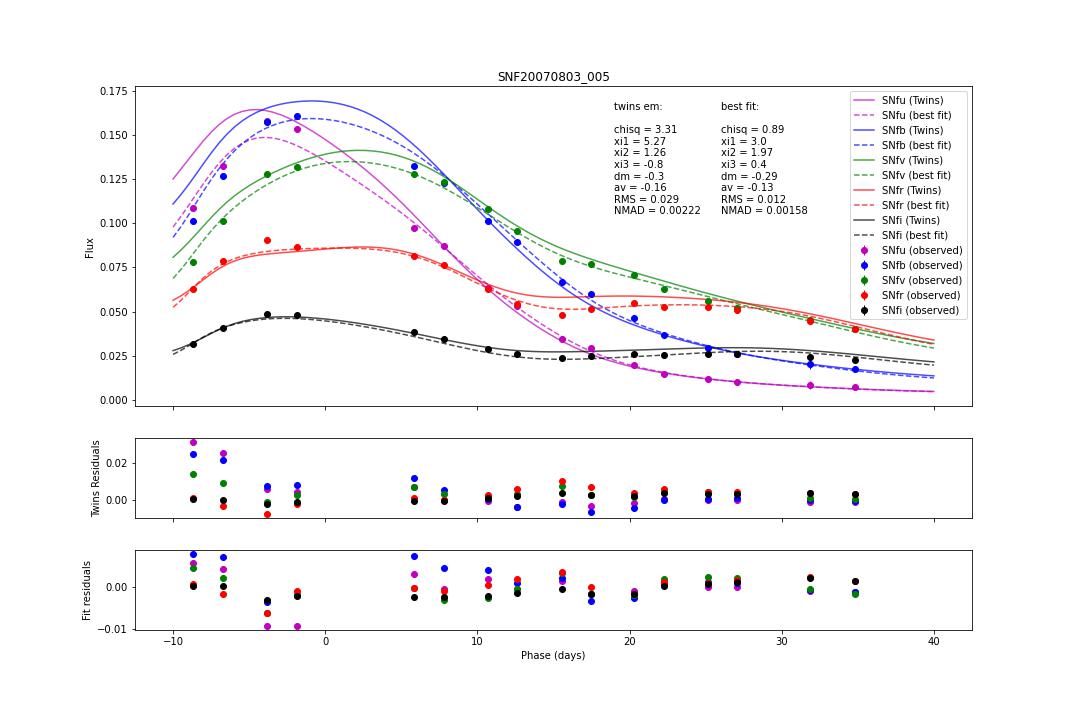 SNF20070803_005
0.175
0.150
0.125
0.100
0.075
0.050
0.025
0.000
Flux
twins em:
chisq = 3.31
xi1 = 5.27
xi2 = 1.26
xi3 = -0.8
dm = -0.3
av = -0.16
RMS = 0.029
NMAD = 0.00222
best fit:
chisq = 0.89
xi1 = 3.0
xi2 = 1.97
xi3 = 0.4
dm = -0.29
av = -0.13
RMS = 0.012
NMAD = 0.00158
SNfu (Twins)
SNfu (best fit)
SNfb (Twins)
SNfb (best fit)
SNfv (Twins)
SNfv (best fit)
SNfr (Twins)
SNfr (best fit)
SNfi (Twins)
SNfi (best fit)
SNfu (observed)
SNfb (observed)
SNfv (observed)
SNfr (observed)
SNfi (observed)
Twins Residuals
0.02
0.00
Fit residuals
0.00
−0.01
−10
0
10
20
30
40
Phase (days)